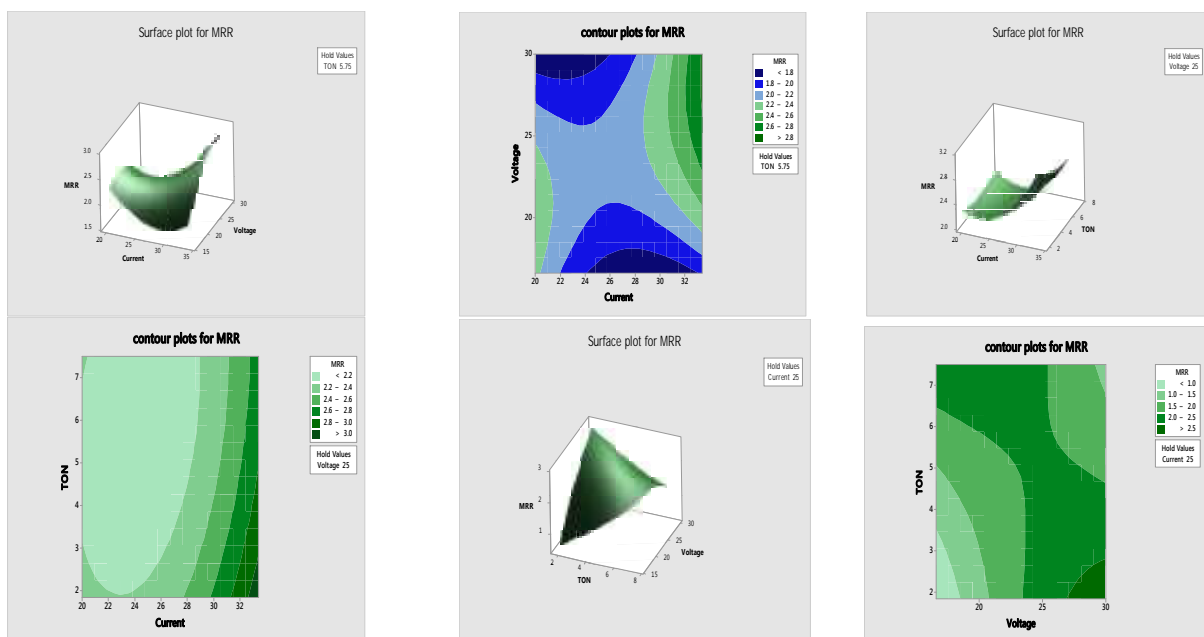 Surface plot for MRR
Hold Values
TON 5.75
3.0
2.5
2.0
1.5
MRR
20
25
30
35
Current
15
20
25
30
Voltage
contour plots for MRR
30
25
20
Voltage
20 22 24 26 28 30 32
Current
MRR
< 1.8
1.8 – 2.0
2.0 – 2.2
2.2 – 2.4
2.4 – 2.6
2.6 – 2.8
> 2.8
Hold Values
TON 5.75
Surface plot for MRR
Hold Values
Voltage 25
3.2
2.8
2.4
2.0
MRR
20
25
30
35
Current
2
4
6
8
TON
contour plots for MRR
7
6
5
4
3
2
TON
20 22 24 26 28 30 32
Current
MRR
< 2.2
2.2 – 2.4
2.4 – 2.6
2.6 – 2.8
2.8 – 3.0
> 3.0
Hold Values
Voltage 25
Surface plot for MRR
Hold Values
Current 25
3
2
1
MRR
2
4
6
8
TON
15
20
25
30
Voltage
contour plots for MRR
7
6
5
4
3
2
TON
20 25 30
Voltage
MRR
< 1.0
1.0 – 1.5
1.5 – 2.0
2.0 – 2.5
> 2.5
Hold Values
Current 25